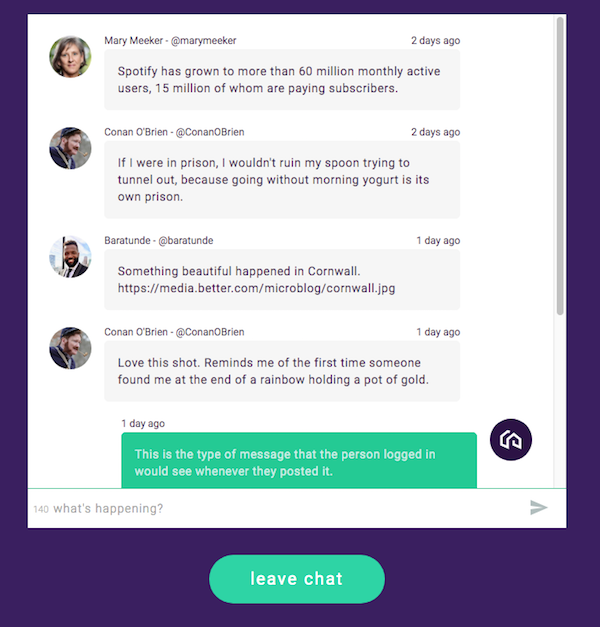 Mary Meeker - @marymeeker 2 days ago
Spotify has grown to more than 60 million monthly active
users, 15 million of whom are paying subscribers.
Conan O'Brien - @ConanOBrien 2 days ago
If I were in prison, I wouldn't ruin my spoon trying to
tunnel out, because going without morning yogurt is its
own prison.
Baratunde - @baratunde 1 day ago
Something beautiful happened in Cornwall.
https://media.better.com/microblog/cornwall.jpg
Conan O'Brien - @ConanOBrien 1 day ago
Love this shot. Reminds me of the first time someone
found me at the end of a rainbow holding a pot of gold.
1 day ago
This is the type of message that the person logged in
would see whenever they posted it.
140 what's happening?
leave chat